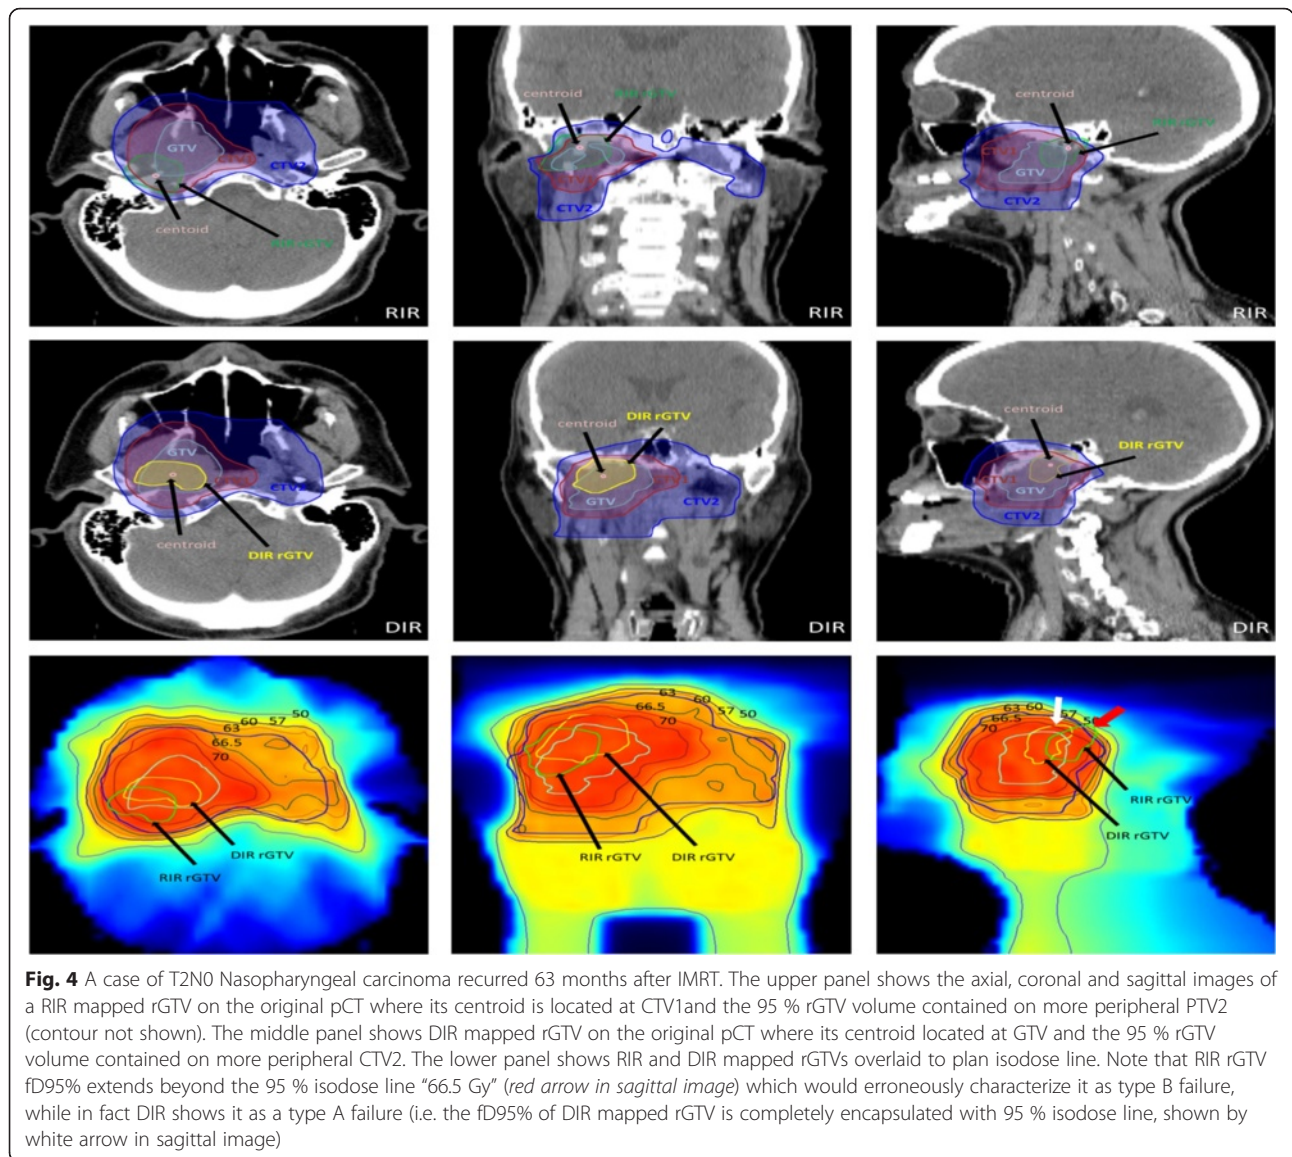 GTV
CTV1
CTV2
centoid
RIR rGTV
RIR
centroid
RIR rGTV
CTV1
CTV2
RIR
centroid
RIR rGTV
CTV1
GTV
CTV2
RIR
GTV
CTV2
centroid
DIR rGTV
DIR
DIR rGTV
centroid
CTV1
GTV
CTV2
DIR
centroid
DIR rGTV
CTV1
GTV
CTV2
DIR
50
57
60
63
66.5
70
DIR rGTV
RIR rGTV
63
60
66.5
57
50
70
RIR rGTV
DIR rGTV
63 60
57
66.5
70
RIR rGTV
DIR rGTV
Fig. 4 A case of T2N0 Nasopharyngeal carcinoma recurred 63 months after IMRT. The upper panel shows the axial, coronal and sagittal images of
a RIR mapped rGTV on the original pCT where its centroid is located at CTV1and the 95 % rGTV volume contained on more peripheral PTV2
(contour not shown). The middle panel shows DIR mapped rGTV on the original pCT where its centroid located at GTV and the 95 % rGTV
volume contained on more peripheral CTV2. The lower panel shows RIR and DIR mapped rGTVs overlaid to plan isodose line. Note that RIR rGTV
fD95% extends beyond the 95 % isodose line “66.5 Gy” (red arrow in sagittal image) which would erroneously characterize it as type B failure,
while in fact DIR shows it as a type A failure (i.e. the fD95% of DIR mapped rGTV is completely encapsulated with 95 % isodose line, shown by
white arrow in sagittal image)